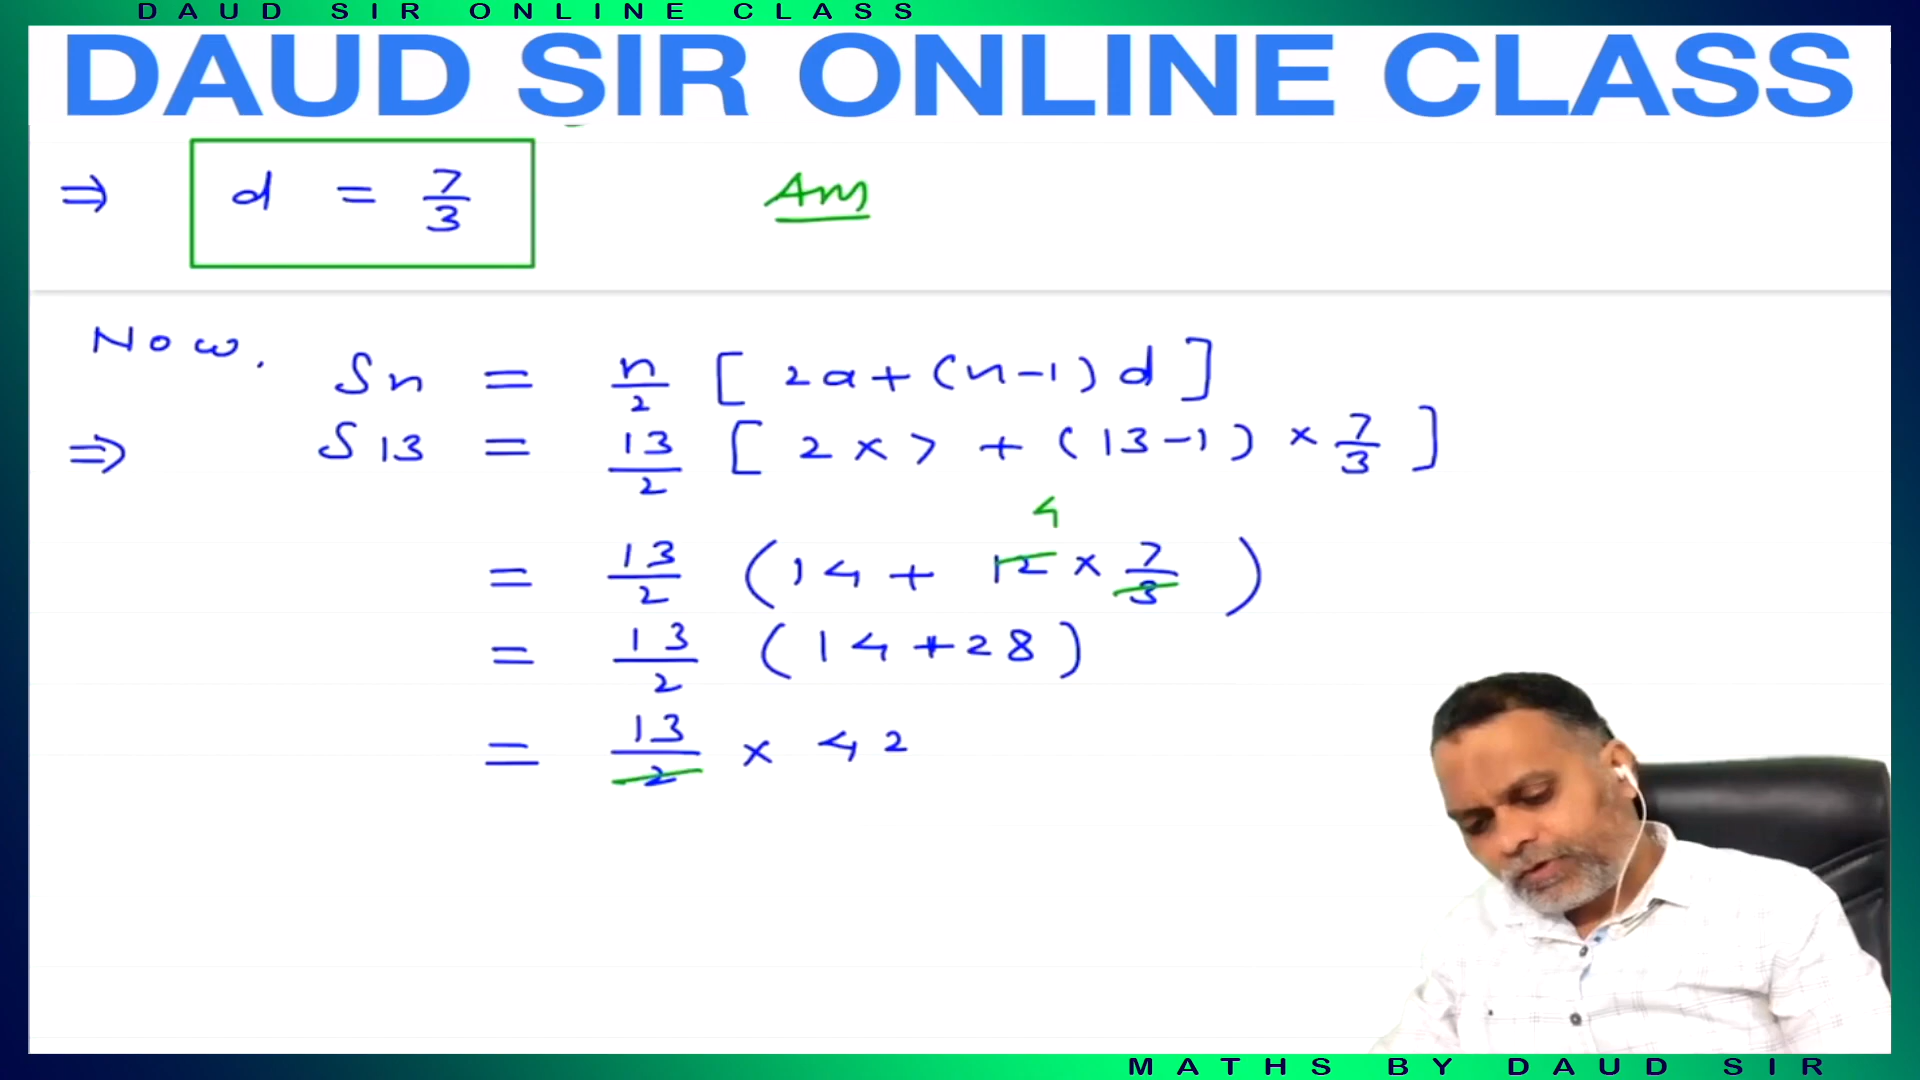 DAUD SIR ONLINE CLASS
DAUD SIR ONLINE CLASS
⇒ d = 7/3 Ans
Now.
Sn = n/2 [ 2a + (n-1) d ]
⇒ S13 = 13/2 [ 2 × 7 + (13-1) × 7/3 ]
4
= 13/2 ( 14 + 12 × 7/3 )
= 13/2 ( 14 + 28 )
= 13/2 × 42
MATHS BY DAUD SIR